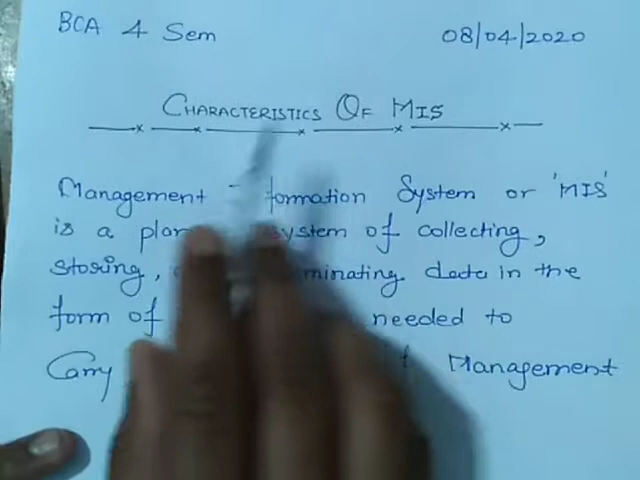 BCA 4 Sem
08/04/2020
CHARACTERISTICS OF MIS
Management formation System or 'MIS'
is a system of collecting,
storing, minating data in the
form of needed to
Carry Management